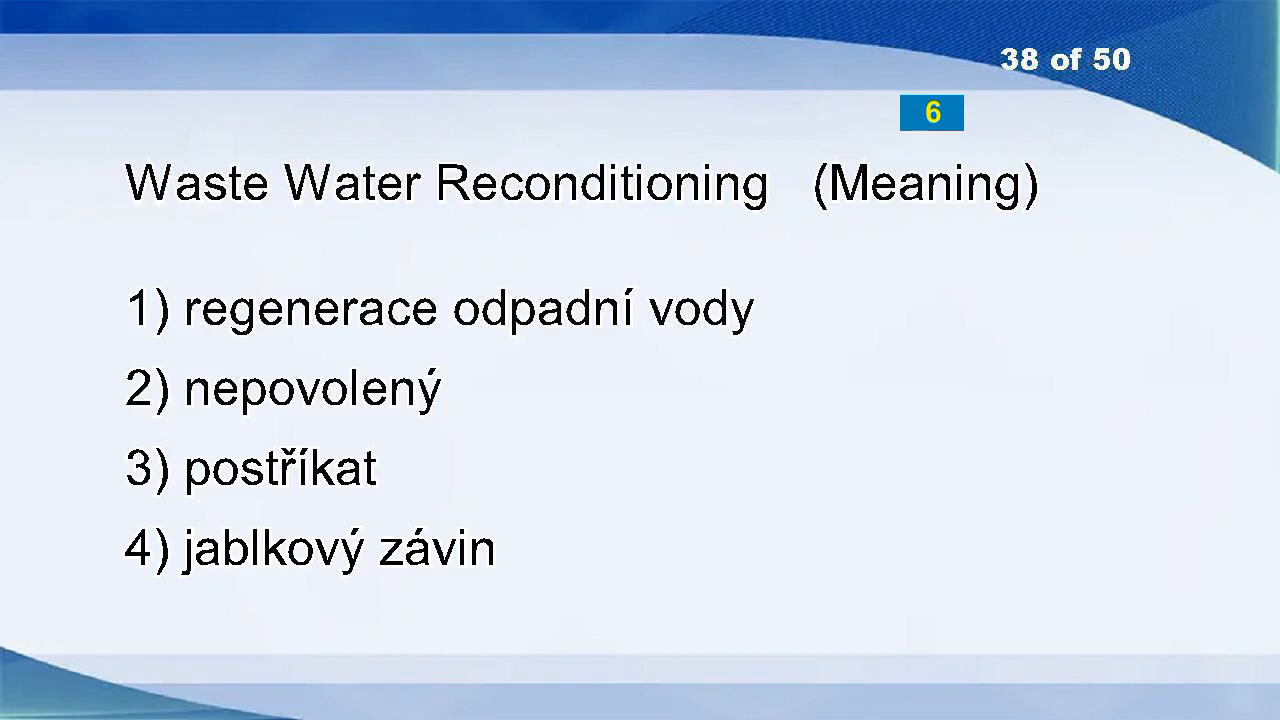 38 of 50
6
Waste Water Reconditioning (Meaning)
1) regenerace odpadní vody
2) nepovolený
3) postříkat
4) jablkový závin